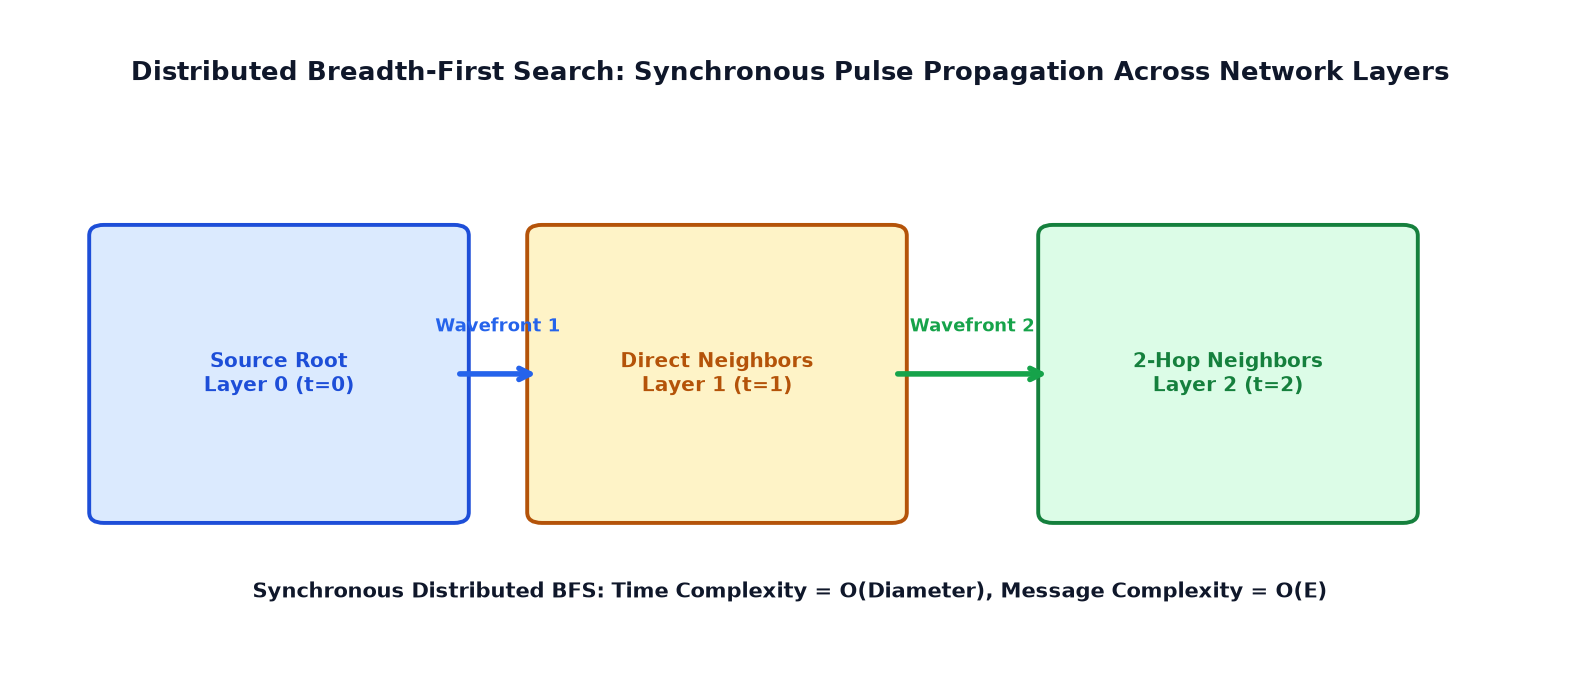 Distributed Breadth-First Search: Synchronous Pulse Propagation Across Network Layers
Wavefront 1
Wavefront 2
Source Root
Layer 0 (t=0)
Direct Neighbors
Layer 1 (t=1)
2-Hop Neighbors
Layer 2 (t=2)
Synchronous Distributed BFS: Time Complexity = O(Diameter), Message Complexity = O(E)